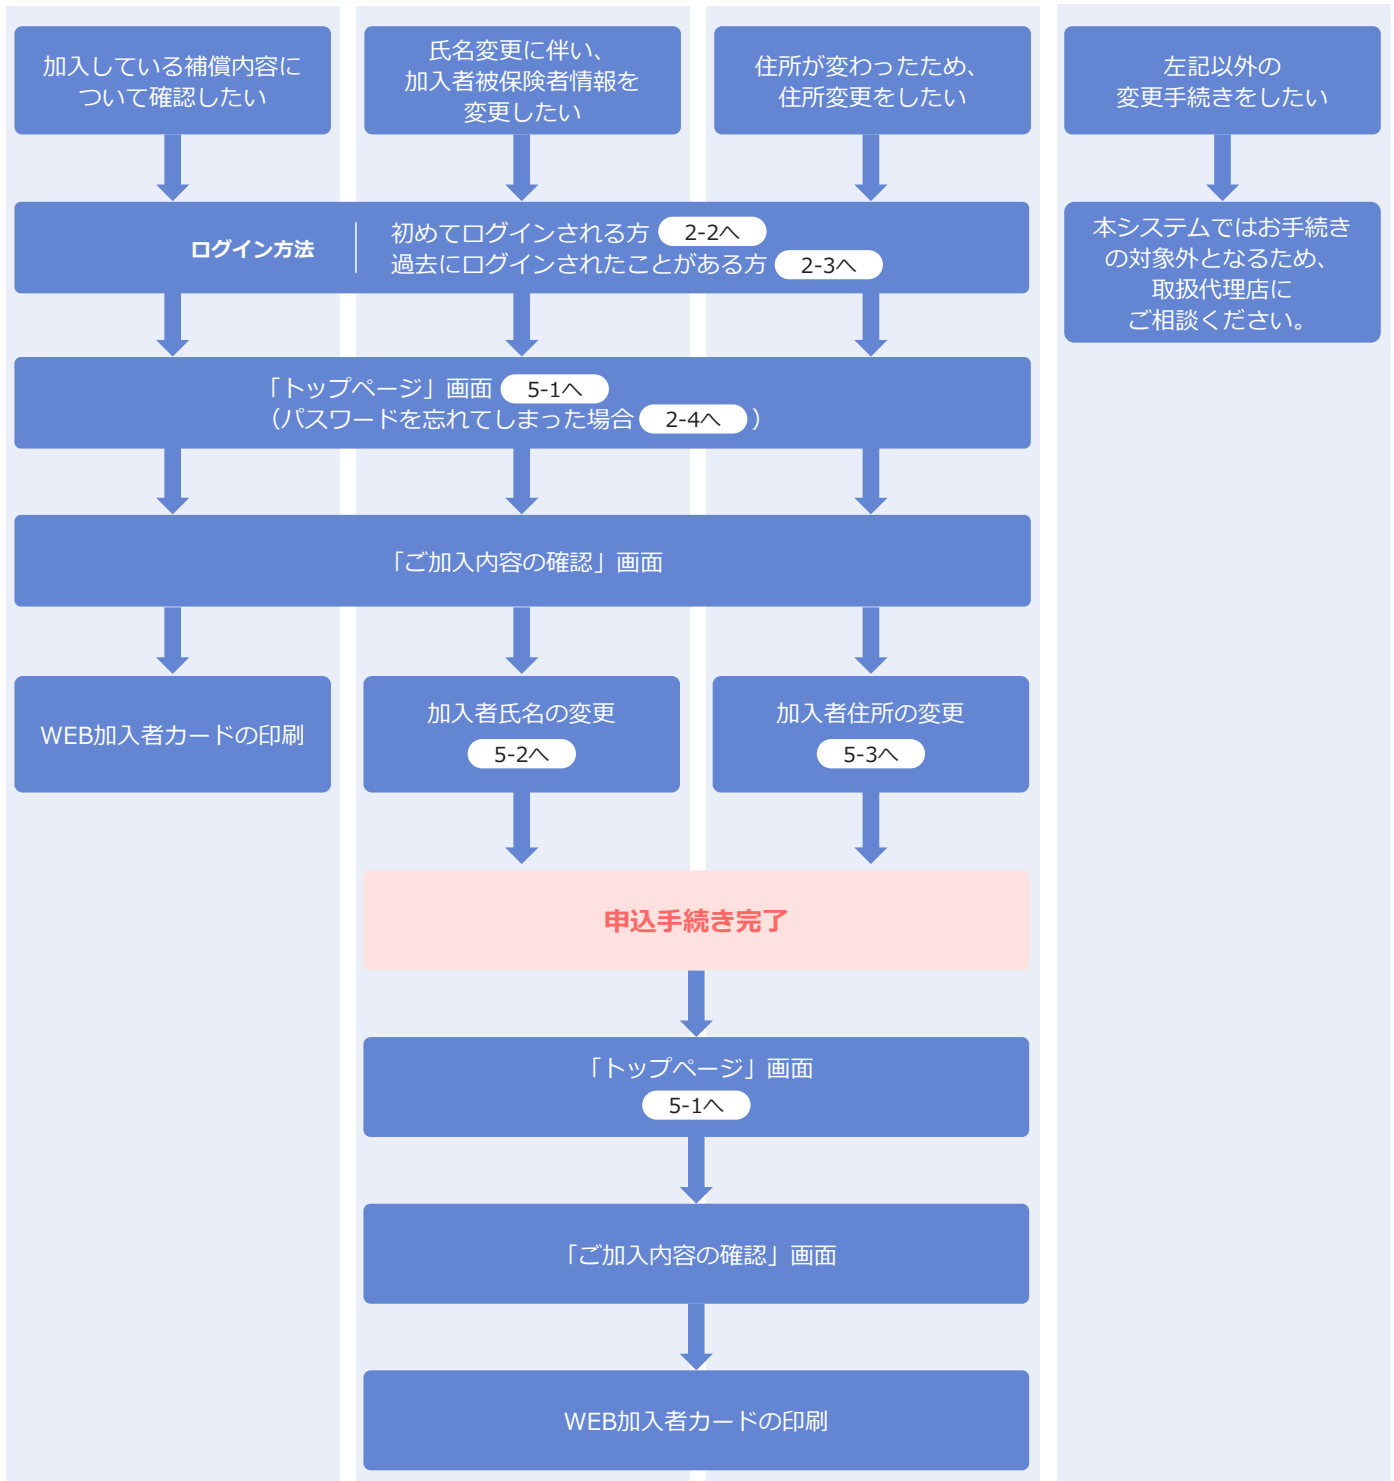 加入している補償内容に
ついて確認したい
氏名変更に伴い、
加入者被保険者情報を
変更したい
住所が変わったため、
住所変更をしたい
左記以外の
変更手続きをしたい
ログイン方法
初めてログインされる方 2-2へ
過去にログインされたことがある方 2-3へ
本システムではお手続き
の対象外となるため、
取扱代理店に
ご相談ください。
「トップページ」画面 5-1へ
（パスワードを忘れてしまった場合 2-4へ ）
「ご加入内容の確認」画面
WEB加入者カードの印刷
加入者氏名の変更
5-2へ
加入者住所の変更
5-3へ
申込手続き完了
「トップページ」画面
5-1へ
「ご加入内容の確認」画面
WEB加入者カードの印刷